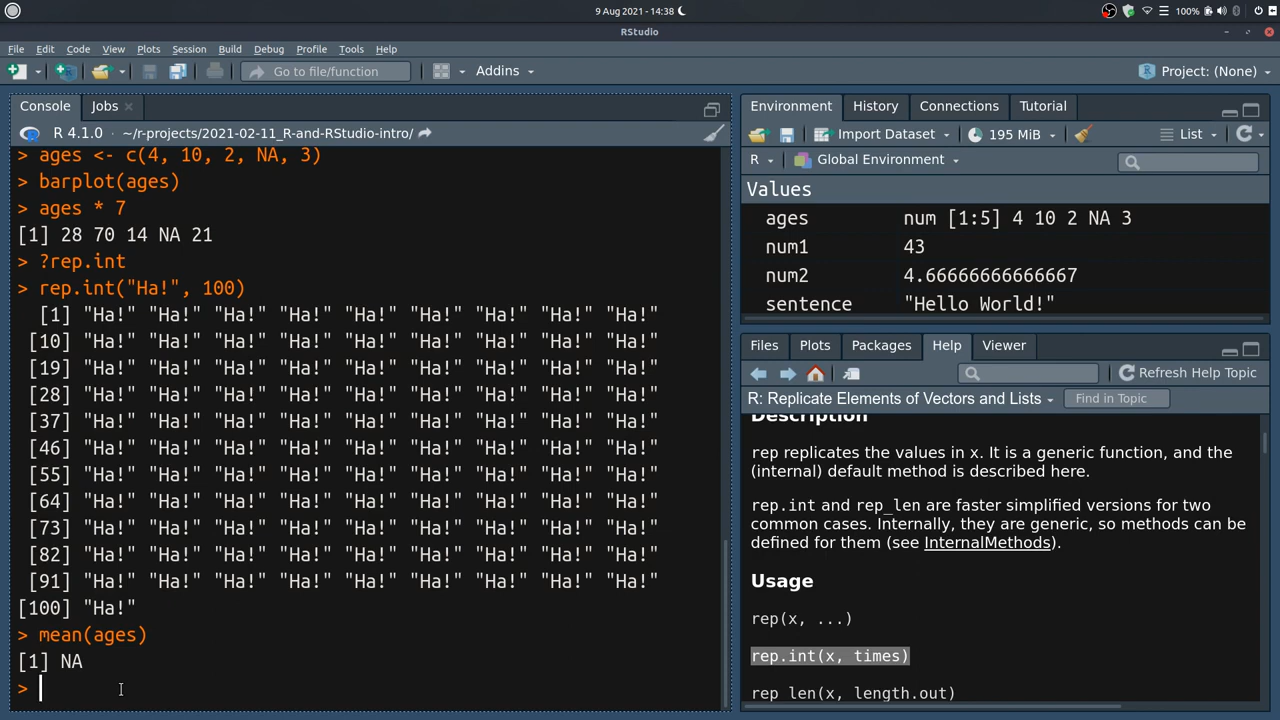 9 Aug 2021 - 14:38
100%
RStudio
File Edit Code View Plots Session Build Debug Profile Tools Help
Go to file/function
Addins
Project: (None)
Console Jobs
R 4.1.0 · ~/r-projects/2021-02-11_R-and-RStudio-intro/
> ages <- c(4, 10, 2, NA, 3)
> barplot(ages)
> ages * 7
[1] 28 70 14 NA 21
> ?rep.int
> rep.int("Ha!", 100)
[1] "Ha!" "Ha!" "Ha!" "Ha!" "Ha!" "Ha!" "Ha!" "Ha!" "Ha!"
[10] "Ha!" "Ha!" "Ha!" "Ha!" "Ha!" "Ha!" "Ha!" "Ha!" "Ha!"
[19] "Ha!" "Ha!" "Ha!" "Ha!" "Ha!" "Ha!" "Ha!" "Ha!" "Ha!"
[28] "Ha!" "Ha!" "Ha!" "Ha!" "Ha!" "Ha!" "Ha!" "Ha!" "Ha!"
[37] "Ha!" "Ha!" "Ha!" "Ha!" "Ha!" "Ha!" "Ha!" "Ha!" "Ha!"
[46] "Ha!" "Ha!" "Ha!" "Ha!" "Ha!" "Ha!" "Ha!" "Ha!" "Ha!"
[55] "Ha!" "Ha!" "Ha!" "Ha!" "Ha!" "Ha!" "Ha!" "Ha!" "Ha!"
[64] "Ha!" "Ha!" "Ha!" "Ha!" "Ha!" "Ha!" "Ha!" "Ha!" "Ha!"
[73] "Ha!" "Ha!" "Ha!" "Ha!" "Ha!" "Ha!" "Ha!" "Ha!" "Ha!"
[82] "Ha!" "Ha!" "Ha!" "Ha!" "Ha!" "Ha!" "Ha!" "Ha!" "Ha!"
[91] "Ha!" "Ha!" "Ha!" "Ha!" "Ha!" "Ha!" "Ha!" "Ha!" "Ha!"
[100] "Ha!"
> mean(ages)
[1] NA
>
Environment History Connections Tutorial
Import Dataset 195 MiB List
R Global Environment
Values
ages num [1:5] 4 10 2 NA 3
num1 43
num2 4.66666666666667
sentence "Hello World!"
Files Plots Packages Help Viewer
Refresh Help Topic
R: Replicate Elements of Vectors and Lists Find in Topic
Description
rep replicates the values in x. It is a generic function, and the
(internal) default method is described here.
rep.int and rep_len are faster simplified versions for two
common cases. Internally, they are generic, so methods can be
defined for them (see InternalMethods).
Usage
rep(x, ...)
rep.int(x, times)
rep len(x, length.out)